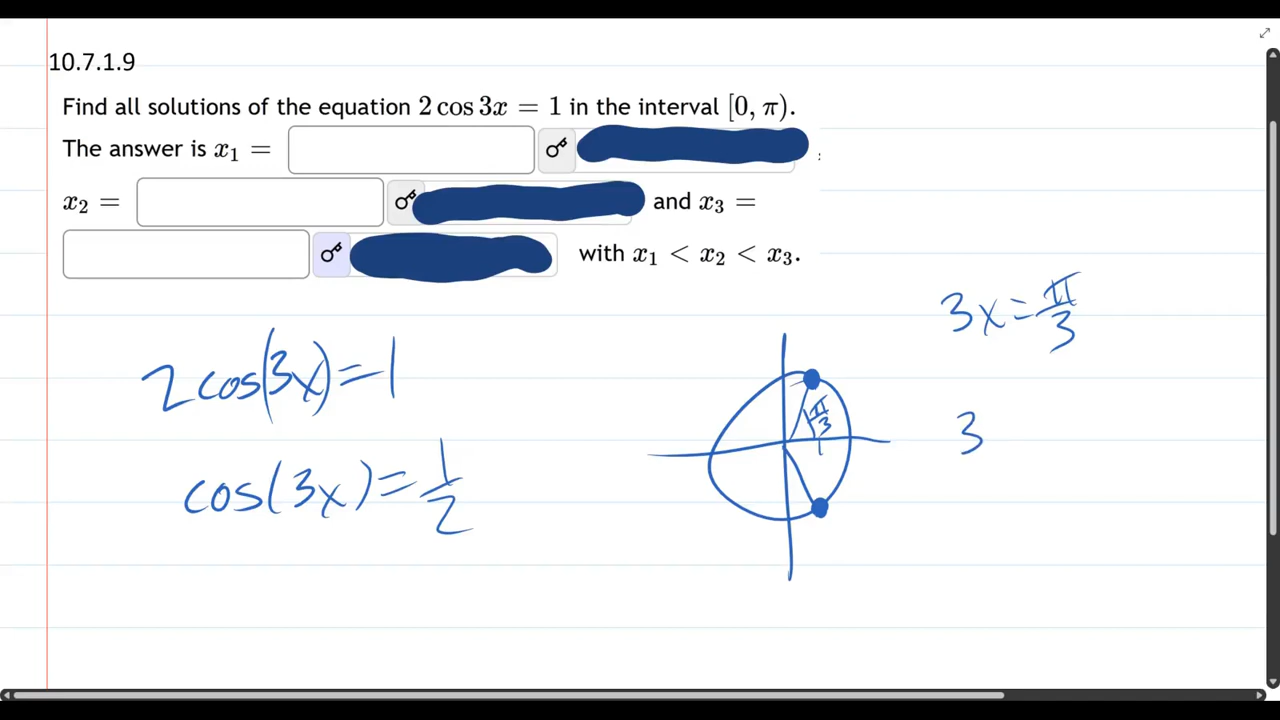 10.7.1.9
Find all solutions of the equation 2 cos 3x = 1 in the interval [0, π).
The answer is x₁ =
x₂ = and x₃ =
with x₁ < x₂ < x₃.
3x = π/3
2cos(3x) = 1
π/3
3
cos(3x) = 1/2